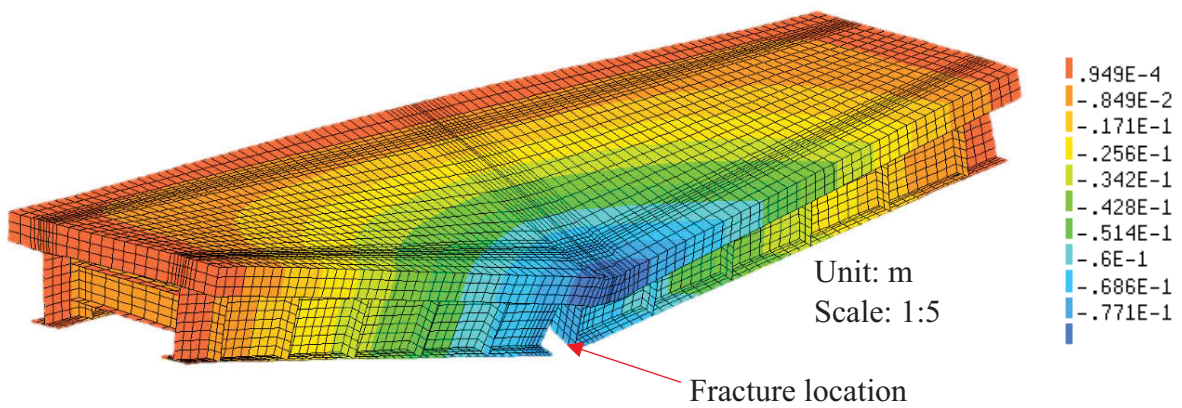 .949E-4
-.849E-2
-.171E-1
-.256E-1
-.342E-1
-.428E-1
-.514E-1
-.6E-1
-.686E-1
-.771E-1
Unit: m
Scale: 1:5
Fracture location